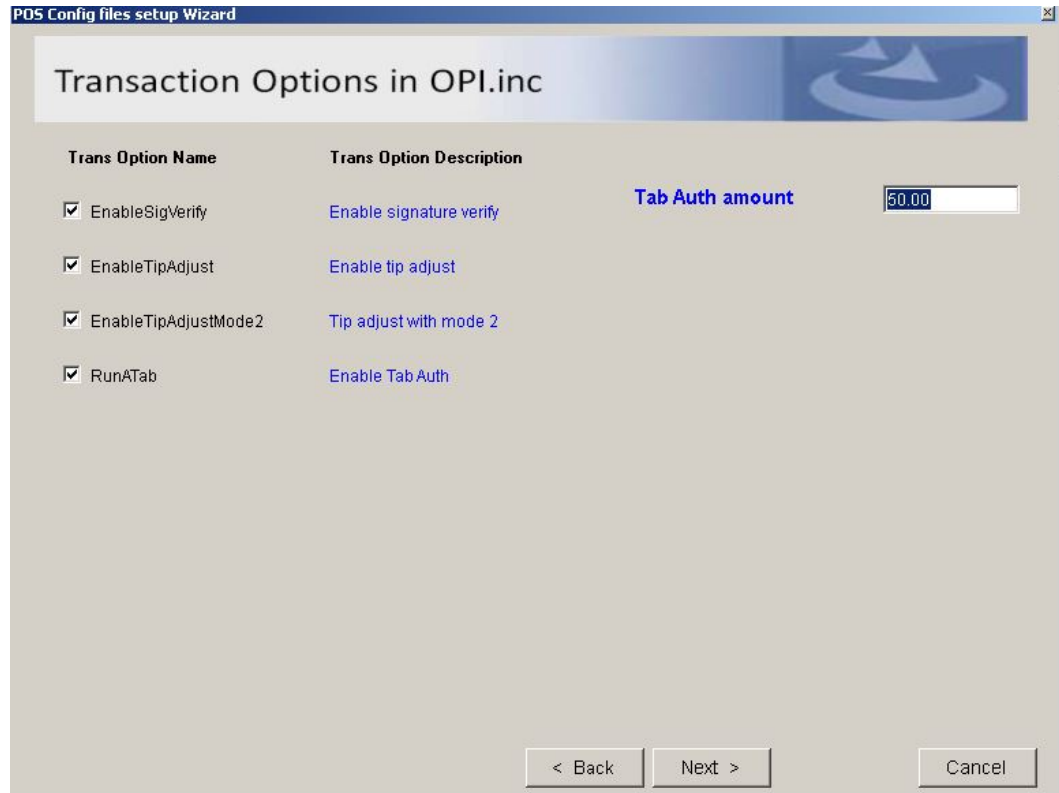 POS Config files setup Wizard
Transaction Options in OPI.inc
Trans Option Name Trans Option Description
Tab Auth amount 50.00
EnableSigVerify Enable signature verify
EnableTipAdjust Enable tip adjust
EnableTipAdjustMode2 Tip adjust with mode 2
RunATab Enable Tab Auth
< Back Next > Cancel